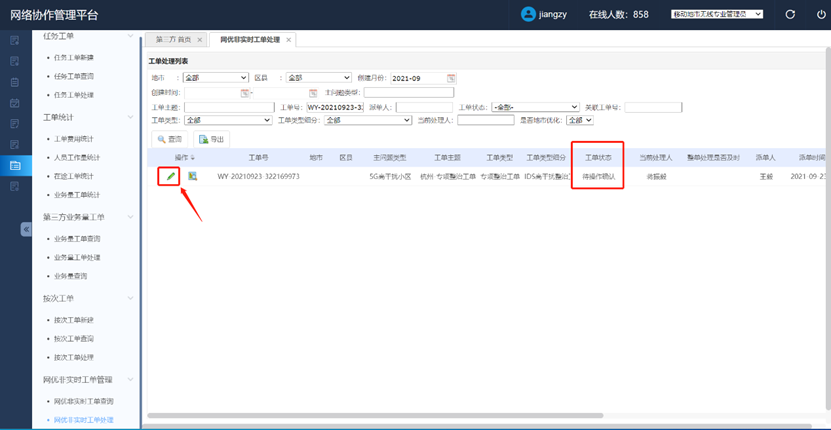 网络协作管理平台
jiangzy 在线人数：858 移动地市无线专业管理员
任务工单
任务工单新建
任务工单查询
任务工单处理
工单统计
工单费用统计
人员工作量统计
在途工单统计
业务量工单统计
第三方业务量工单
业务量工单查询
业务量工单处理
业务量查询
按次工单
按次工单新建
按次工单查询
按次工单处理
网优非实时工单管理
网优非实时工单查询
网优非实时工单处理
第三方 首页 网优非实时工单处理
工单处理列表
地市 ： 全部 区县 ： 全部 创建月份： 2021-09
创建时间： - 主问题类型：
工单主题： 工单号： WY-20210923-32 派单人： 工单状态： -全部- 关联工单号：
工单类型： 全部 工单类型细分： 全部 当前处理人： 是否地市优化： 全部
查询 导出
操作 工单号 地市 区县 主问题类型 工单主题 工单类型 工单类型细分 工单状态 当前处理人 整单处理是否及时 派单人 派单时间
WY-20210923-322169973 5G高干扰小区 杭州-专项整治工单 专项整治工单 IDS高干扰整治工 待操作确认 王毅 2021-09-23